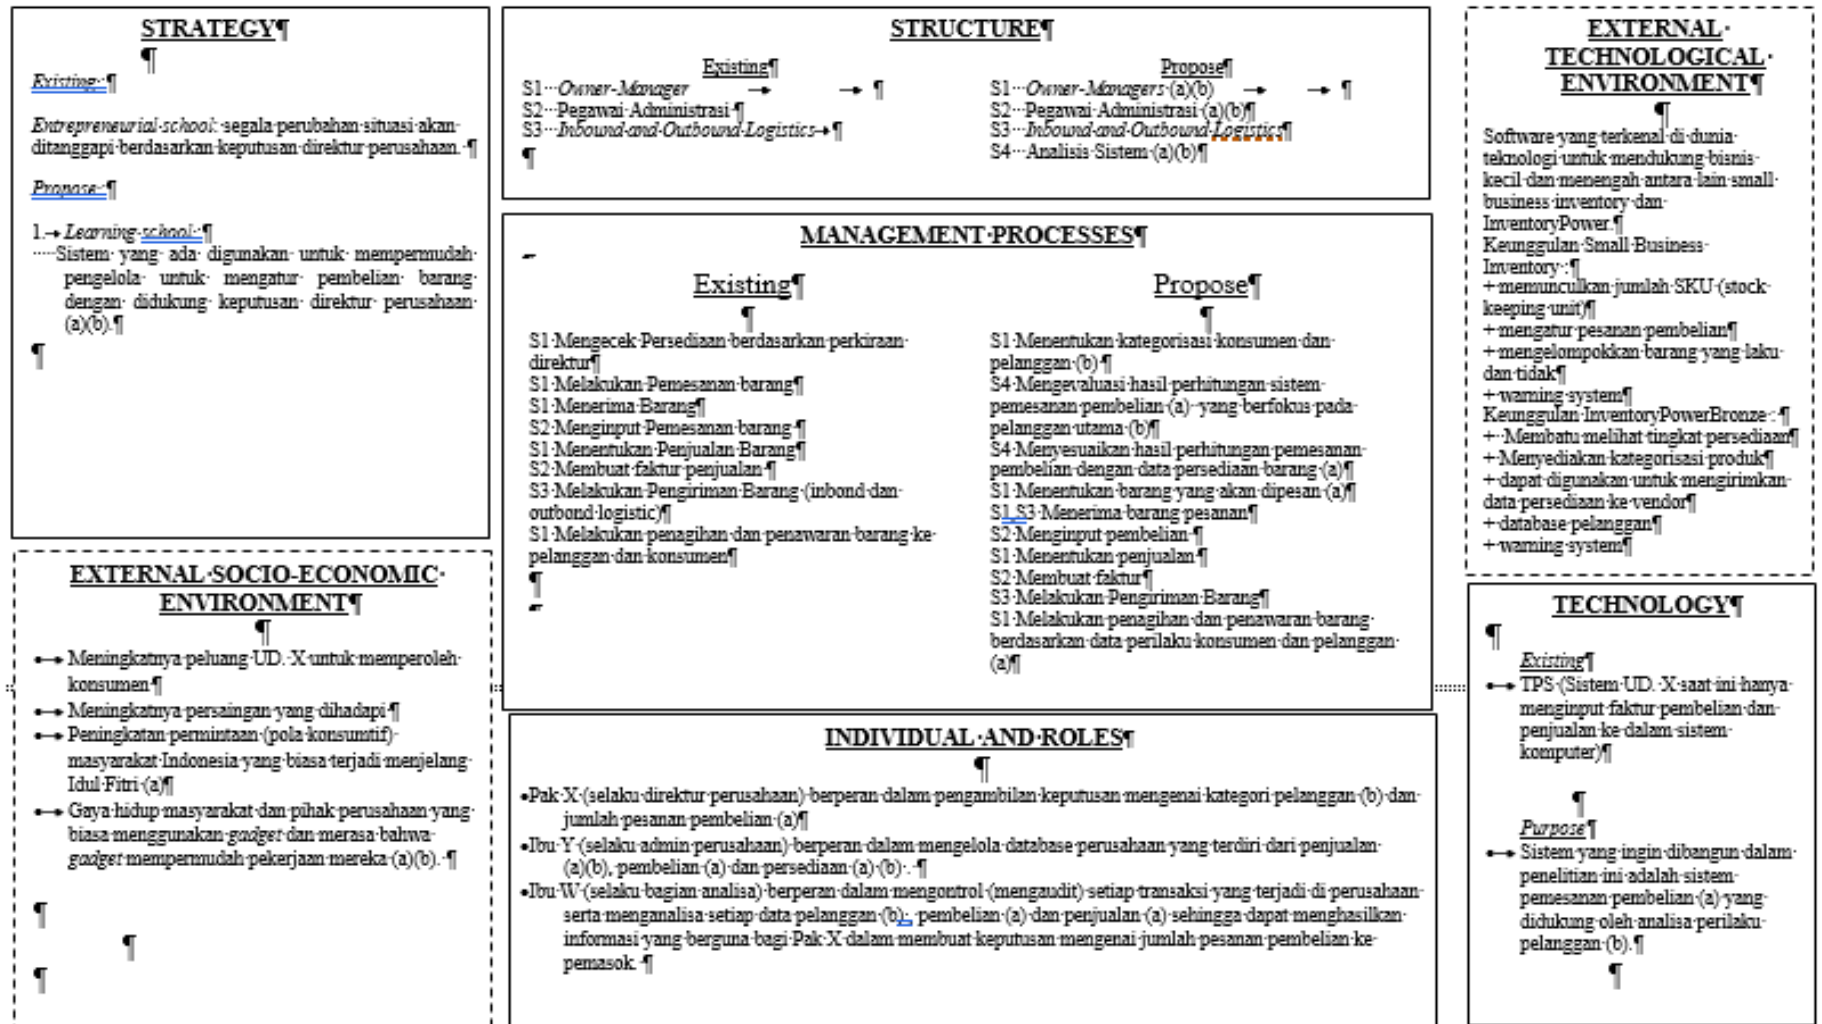 STRATEGY¶
¶
Existing: ¶
Entrepreneurial school: segala perubahan situasi akan
ditanggapi berdasarkan keputusan direktur perusahaan. ¶
Propose: ¶
1. Learning school: ¶
Sistem yang ada digunakan untuk mempermudah
pengelola untuk mengatur pembelian barang
dengan didukung keputusan direktur perusahaan
(a)(b).¶
¶
STRUCTURE¶
Existing¶
S1 Owner-Manager ¶
S2 Pegawai Administrasi ¶
S3 Inbound and Outbound Logistics ¶
¶
Propose¶
S1 Owner-Managers (a)(b) ¶
S2 Pegawai Administrasi (a)(b)¶
S3 Inbound and Outbound Logistics¶
S4 Analisis Sistem (a)(b)¶
EXTERNAL
TECHNOLOGICAL
ENVIRONMENT¶
¶
Software yang terkenal di dunia
teknologi untuk mendukung bisnis
kecil dan menengah antara lain small
business inventory dan
InventoryPower.¶
Keunggulan Small Business
Inventory :¶
+ memunculkan jumlah SKU (stock
keeping unit)¶
+ mengatur pesanan pembelian¶
+ mengelompokkan barang yang laku
dan tidak¶
+ warning system¶
Keunggulan InventoryPowerBronze : ¶
+ Membatu melihat tingkat persediaan¶
+ Menyediakan kategorisasi produk¶
+ dapat digunakan untuk mengirimkan
data persediaan ke vendor¶
+ database pelanggan¶
+ warning system¶
MANAGEMENT PROCESSES¶
Existing¶
¶
S1 Mengecek Persediaan berdasarkan perkiraan
direktur¶
S1 Melakukan Pemesanan barang¶
S1 Menerima Barang¶
S2 Menginput Pemesanan barang ¶
S1 Menentukan Penjualan Barang¶
S2 Membuat faktur penjualan ¶
S3 Melakukan Pengiriman Barang (inbond dan
outbond logistic)¶
S1 Melakukan penagihan dan penawaran barang ke
pelanggan dan konsumen¶
¶
Propose¶
¶
S1 Menentukan kategorisasi konsumen dan
pelanggan (b) ¶
S4 Mengevaluasi hasil perhitungan sistem
pemesanan pembelian (a) yang berfokus pada
pelanggan utama (b)¶
S4 Menyesuaikan hasil perhitungan pemesanan
pembelian dengan data persediaan barang (a)¶
S1 Menentukan barang yang akan dipesan (a)¶
S1,S3 Menerima barang pesanan¶
S2 Menginput pembelian ¶
S1 Menentukan penjualan ¶
S2 Membuat faktur¶
S3 Melakukan Pengiriman Barang¶
S1 Melakukan penagihan dan penawaran barang
berdasarkan data perilaku konsumen dan pelanggan
(a)¶
EXTERNAL SOCIO-ECONOMIC
ENVIRONMENT¶
¶
Meningkatnya peluang UD. X untuk memperoleh
konsumen ¶
Meningkatnya persaingan yang dihadapi ¶
Peningkatan permintaan (pola konsumtif)
masyarakat Indonesia yang biasa terjadi menjelang
Idul Fitri (a)¶
Gaya hidup masyarakat dan pihak perusahaan yang
biasa menggunakan gadget dan merasa bahwa
gadget mempermudah pekerjaan mereka (a)(b). ¶
¶
¶
¶
INDIVIDUAL AND ROLES¶
¶
•Pak X (selaku direktur perusahaan) berperan dalam pengambilan keputusan mengenai kategori pelanggan (b) dan
jumlah pesanan pembelian (a)¶
•Ibu Y (selaku admin perusahaan) berperan dalam mengelola database perusahaan yang terdiri dari penjualan
(a)(b), pembelian (a) dan persediaan (a) (b) . ¶
•Ibu W (selaku bagian analisa) berperan dalam mengontrol (mengaudit) setiap transaksi yang terjadi di perusahaan
serta menganalisa setiap data pelanggan (b) , pembelian (a) dan penjualan (a) sehingga dapat menghasilkan
informasi yang berguna bagi Pak X dalam membuat keputusan mengenai jumlah pesanan pembelian ke
pemasok. ¶
TECHNOLOGY¶
¶
Existing¶
TPS (Sistem UD. X saat ini hanya
menginput faktur pembelian dan
penjualan ke dalam sistem
komputer)¶
¶
Purpose¶
Sistem yang ingin dibangun dalam
penelitian ini adalah sistem
pemesanan pembelian (a) yang
didukung oleh analisa perilaku
pelanggan (b).¶
¶